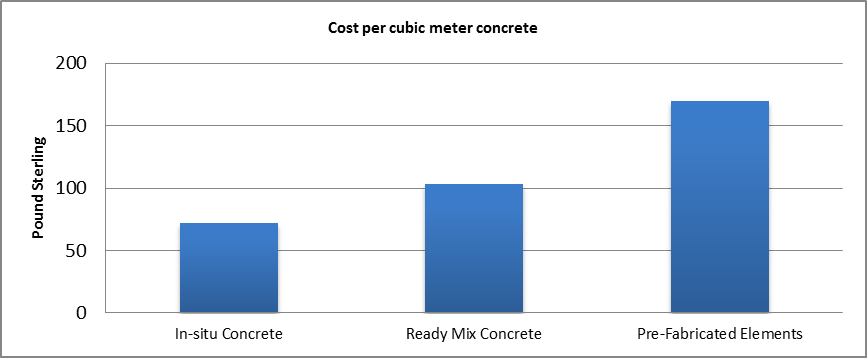 Cost per cubic meter concrete
200
150
100
50
0
Pound Sterling
In-situ Concrete
Ready Mix Concrete
Pre-Fabricated Elements